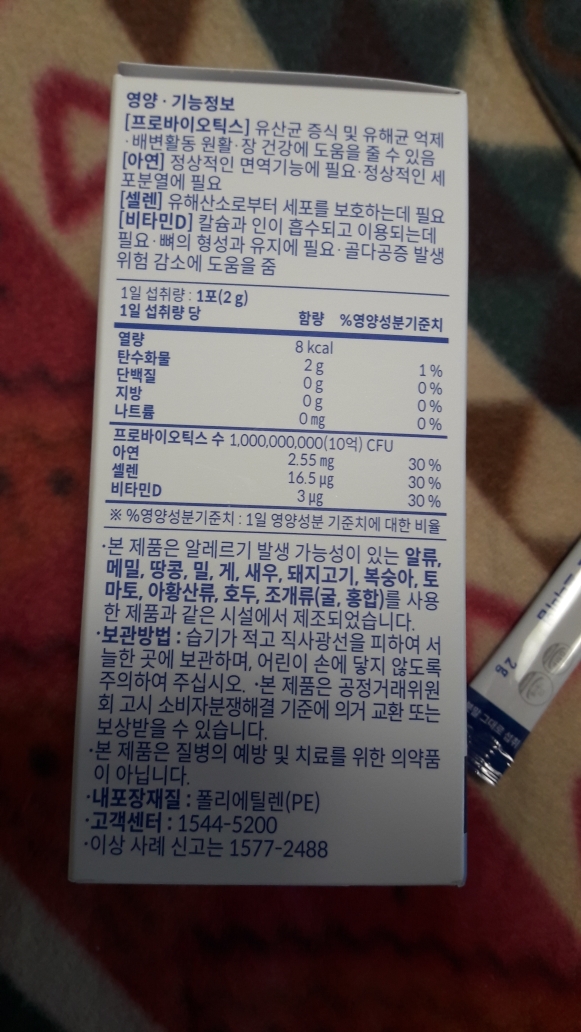 영양·기능정보
[프로바이오틱스] 유산균 증식 및 유해균 억제
·배변활동 원활·장 건강에 도움을 줄 수 있음
[아연] 정상적인 면역기능에 필요·정상적인 세
포분열에 필요
[셀렌] 유해산소로부터 세포를 보호하는데 필요
[비타민D] 칼슘과 인이 흡수되고 이용되는데
필요·뼈의 형성과 유지에 필요·골다공증 발생
위험 감소에 도움을 줌
1일 섭취량 : 1포(2 g)
1일 섭취량 당 함량 %영양성분기준치
열량 8 kcal
탄수화물 2 g 1 %
단백질 0 g 0 %
지방 0 g 0 %
나트륨 0 mg 0 %
프로바이오틱스 수 1,000,000,000(10억) CFU
아연 2.55 mg 30 %
셀렌 16.5 μg 30 %
비타민D 3 μg 30 %
※ %영양성분기준치 : 1일 영양성분 기준치에 대한 비율
·본 제품은 알레르기 발생 가능성이 있는 알류,
메밀, 땅콩, 밀, 게, 새우, 돼지고기, 복숭아, 토
마토, 아황산류, 호두, 조개류(굴, 홍합)를 사용
한 제품과 같은 시설에서 제조되었습니다.
·보관방법 : 습기가 적고 직사광선을 피하여 서
늘한 곳에 보관하며, 어린이 손에 닿지 않도록
주의하여 주십시오. ·본 제품은 공정거래위원
회 고시 소비자분쟁해결 기준에 의거 교환 또는
보상받을 수 있습니다.
·본 제품은 질병의 예방 및 치료를 위한 의약품
이 아닙니다.
·내포장재질 : 폴리에틸렌(PE)
·고객센터 : 1544-5200
·이상 사례 신고는 1577-2488
2g
그대로 섭취